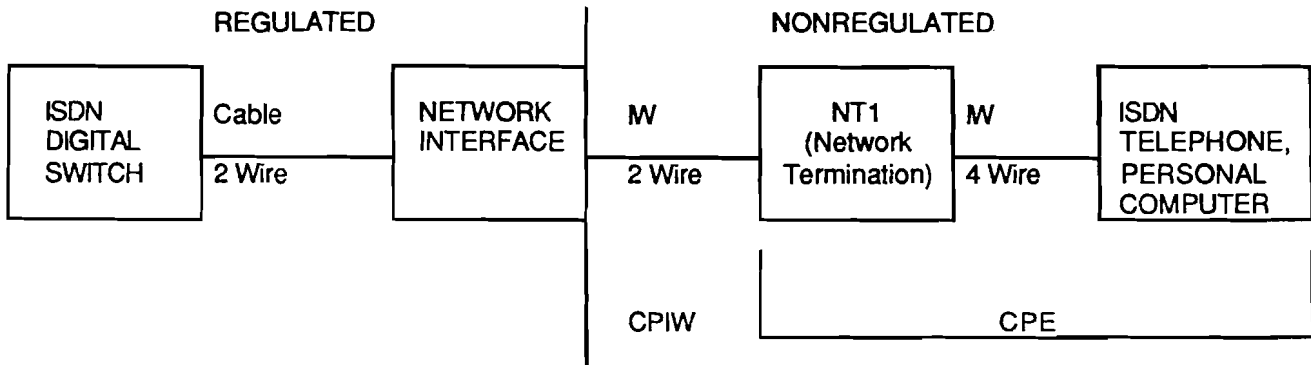 REGULATED
NONREGULATED
ISDN
DIGITAL
SWITCH
Cable
2 Wire
NETWORK
INTERFACE
IW
2 Wire
NT1
(Network
Termination)
IW
4 Wire
ISDN
TELEPHONE,
PERSONAL
COMPUTER
CPIW
CPE